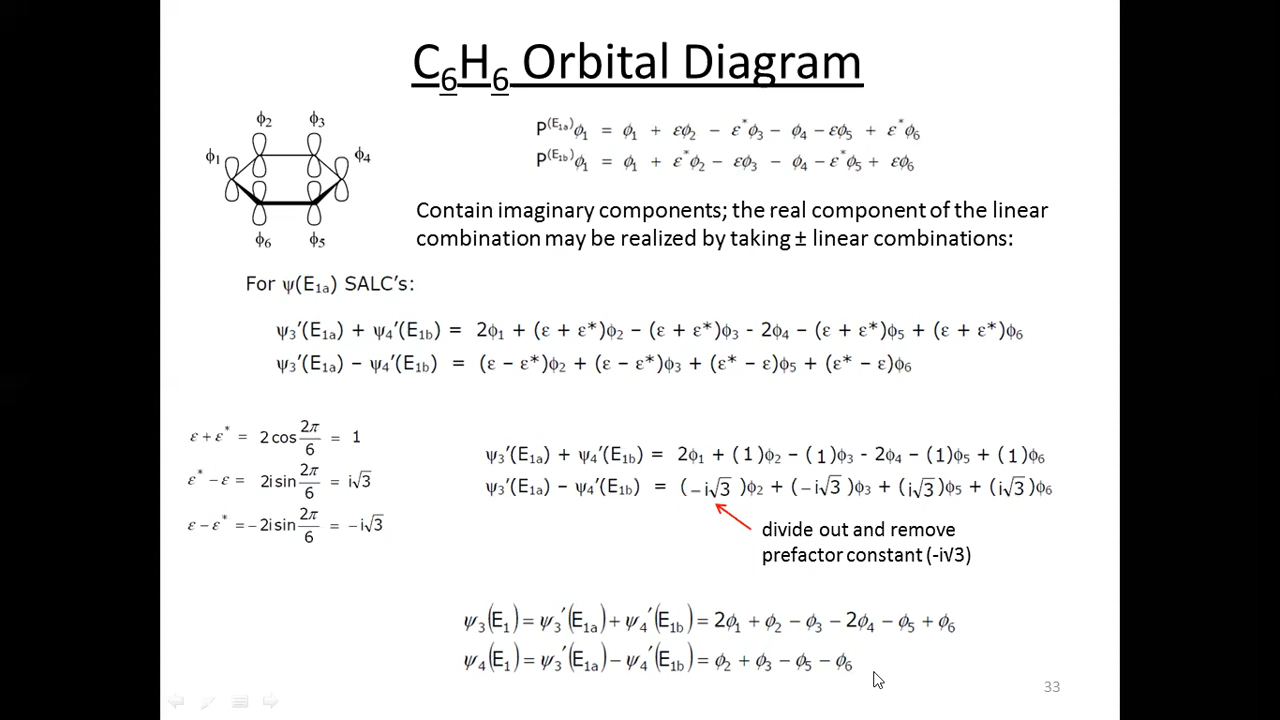 C₆H₆ Orbital Diagram
ϕ₂ ϕ₃
ϕ₁ ϕ₄
ϕ₆ ϕ₅
P^(E₁ₐ)ϕ₁ = ϕ₁ + εϕ₂ − ε*ϕ₃ − ϕ₄ − εϕ₅ + ε*ϕ₆
P^(E₁b)ϕ₁ = ϕ₁ + ε*ϕ₂ − εϕ₃ − ϕ₄ − ε*ϕ₅ + εϕ₆
Contain imaginary components; the real component of the linear
combination may be realized by taking ± linear combinations:
For ψ(E₁ₐ) SALC's:
ψ₃′(E₁ₐ) + ψ₄′(E₁b) = 2ϕ₁ + (ε + ε*)ϕ₂ − (ε + ε*)ϕ₃ - 2ϕ₄ − (ε + ε*)ϕ₅ + (ε + ε*)ϕ₆
ψ₃′(E₁ₐ) − ψ₄′(E₁b) = (ε − ε*)ϕ₂ + (ε − ε*)ϕ₃ + (ε* − ε)ϕ₅ + (ε* − ε)ϕ₆
ε + ε* = 2 cos 2π/6 = 1
ε* − ε = 2i sin 2π/6 = i√3
ε − ε* = − 2i sin 2π/6 = − i√3
ψ₃′(E₁ₐ) + ψ₄′(E₁b) = 2ϕ₁ + (1)ϕ₂ − (1)ϕ₃ - 2ϕ₄ − (1)ϕ₅ + (1)ϕ₆
ψ₃′(E₁ₐ) − ψ₄′(E₁b) = (−i√3 )ϕ₂ + (−i√3 )ϕ₃ + (i√3 )ϕ₅ + (i√3 )ϕ₆
divide out and remove
prefactor constant (-i√3)
ψ₃(E₁) = ψ₃′(E₁ₐ) + ψ₄′(E₁b) = 2ϕ₁ + ϕ₂ − ϕ₃ − 2ϕ₄ − ϕ₅ + ϕ₆
ψ₄(E₁) = ψ₃′(E₁ₐ) − ψ₄′(E₁b) = ϕ₂ + ϕ₃ − ϕ₅ − ϕ₆
33